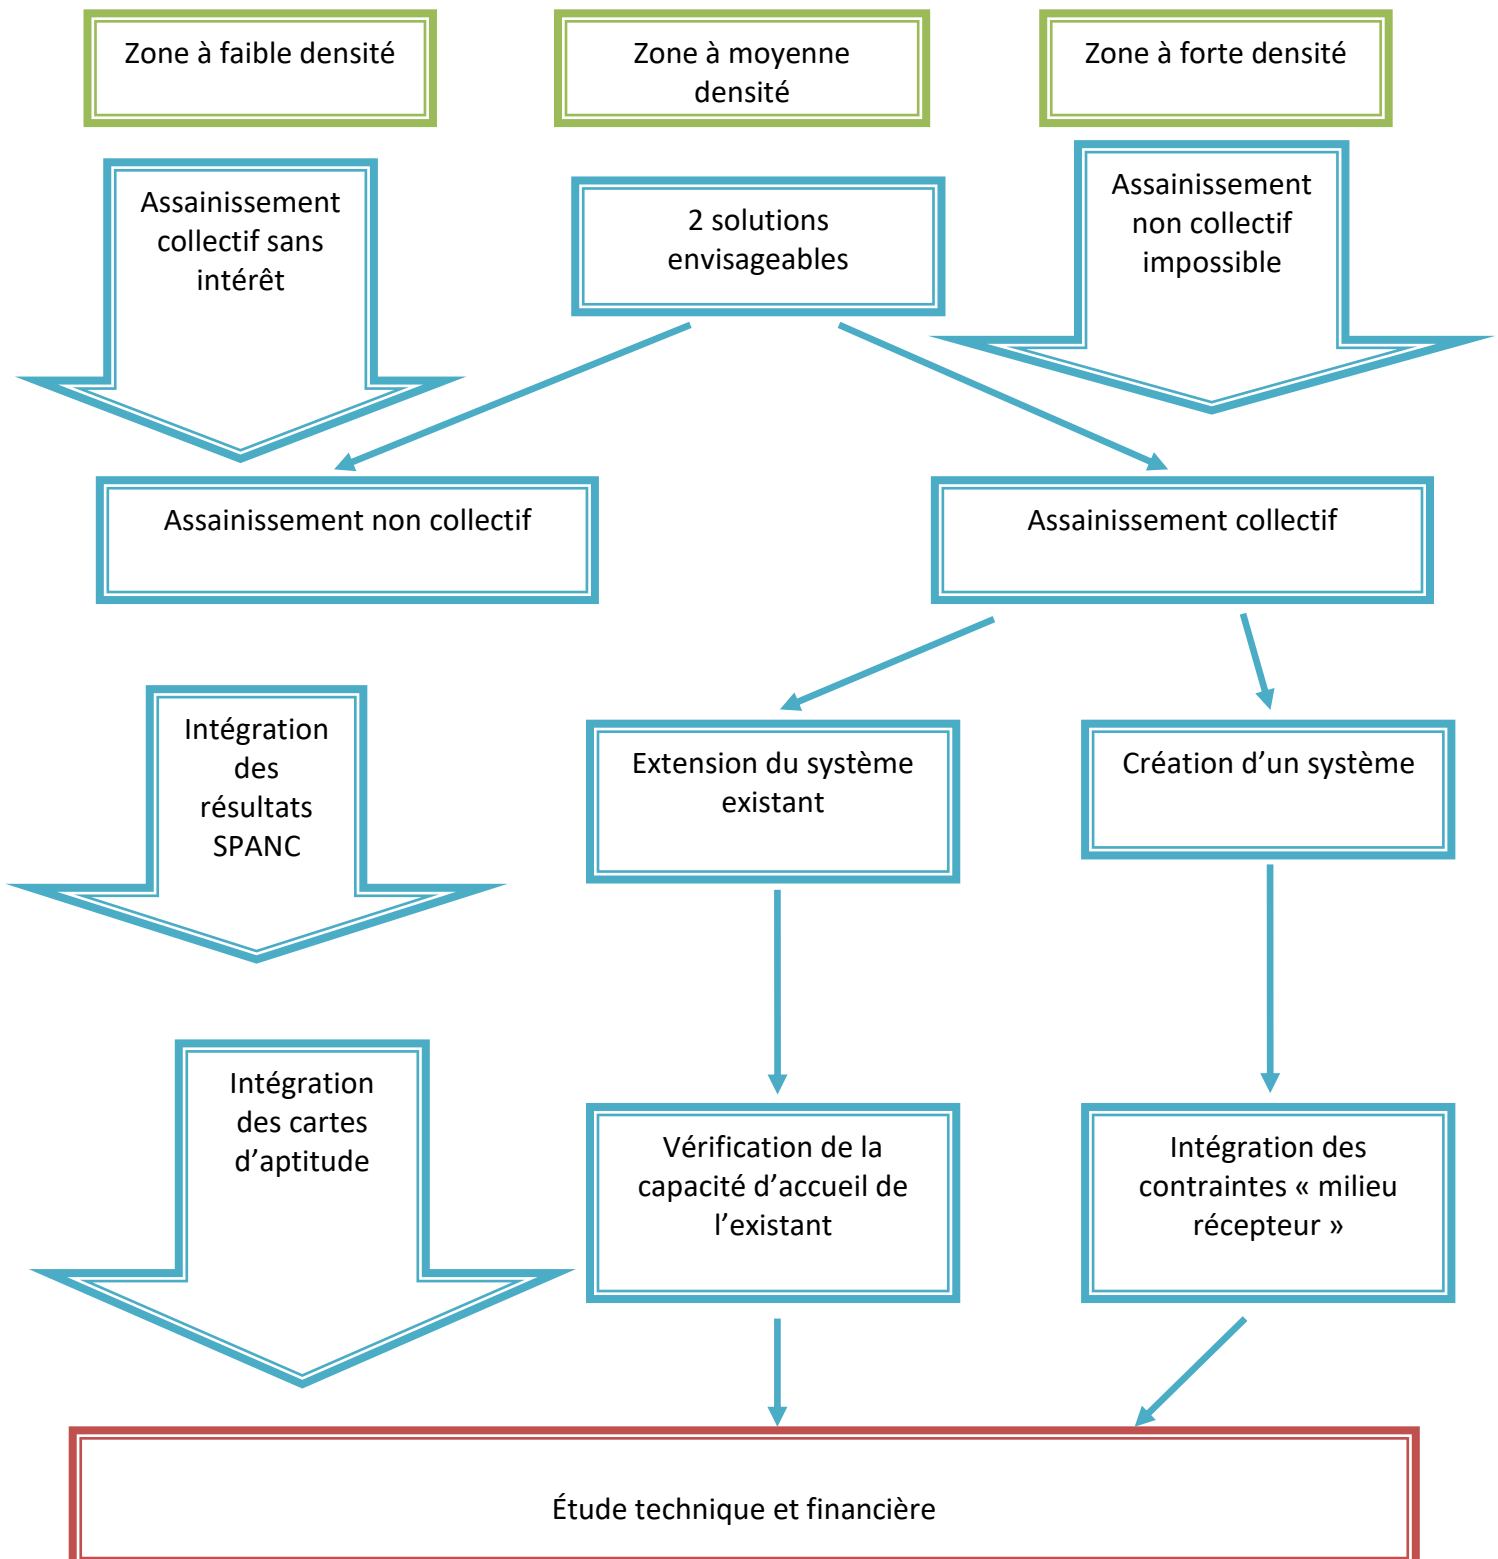 Zone à faible densité
Zone à moyenne
densité
Zone à forte densité
Assainissement
collectif sans
intérêt
2 solutions
envisageables
Assainissement
non collectif
impossible
Assainissement non collectif
Assainissement collectif
Intégration
des
résultats
SPANC
Extension du système
existant
Création d’un système
Intégration
des cartes
d’aptitude
Vérification de la
capacité d’accueil de
l’existant
Intégration des
contraintes « milieu
récepteur »
Étude technique et financière